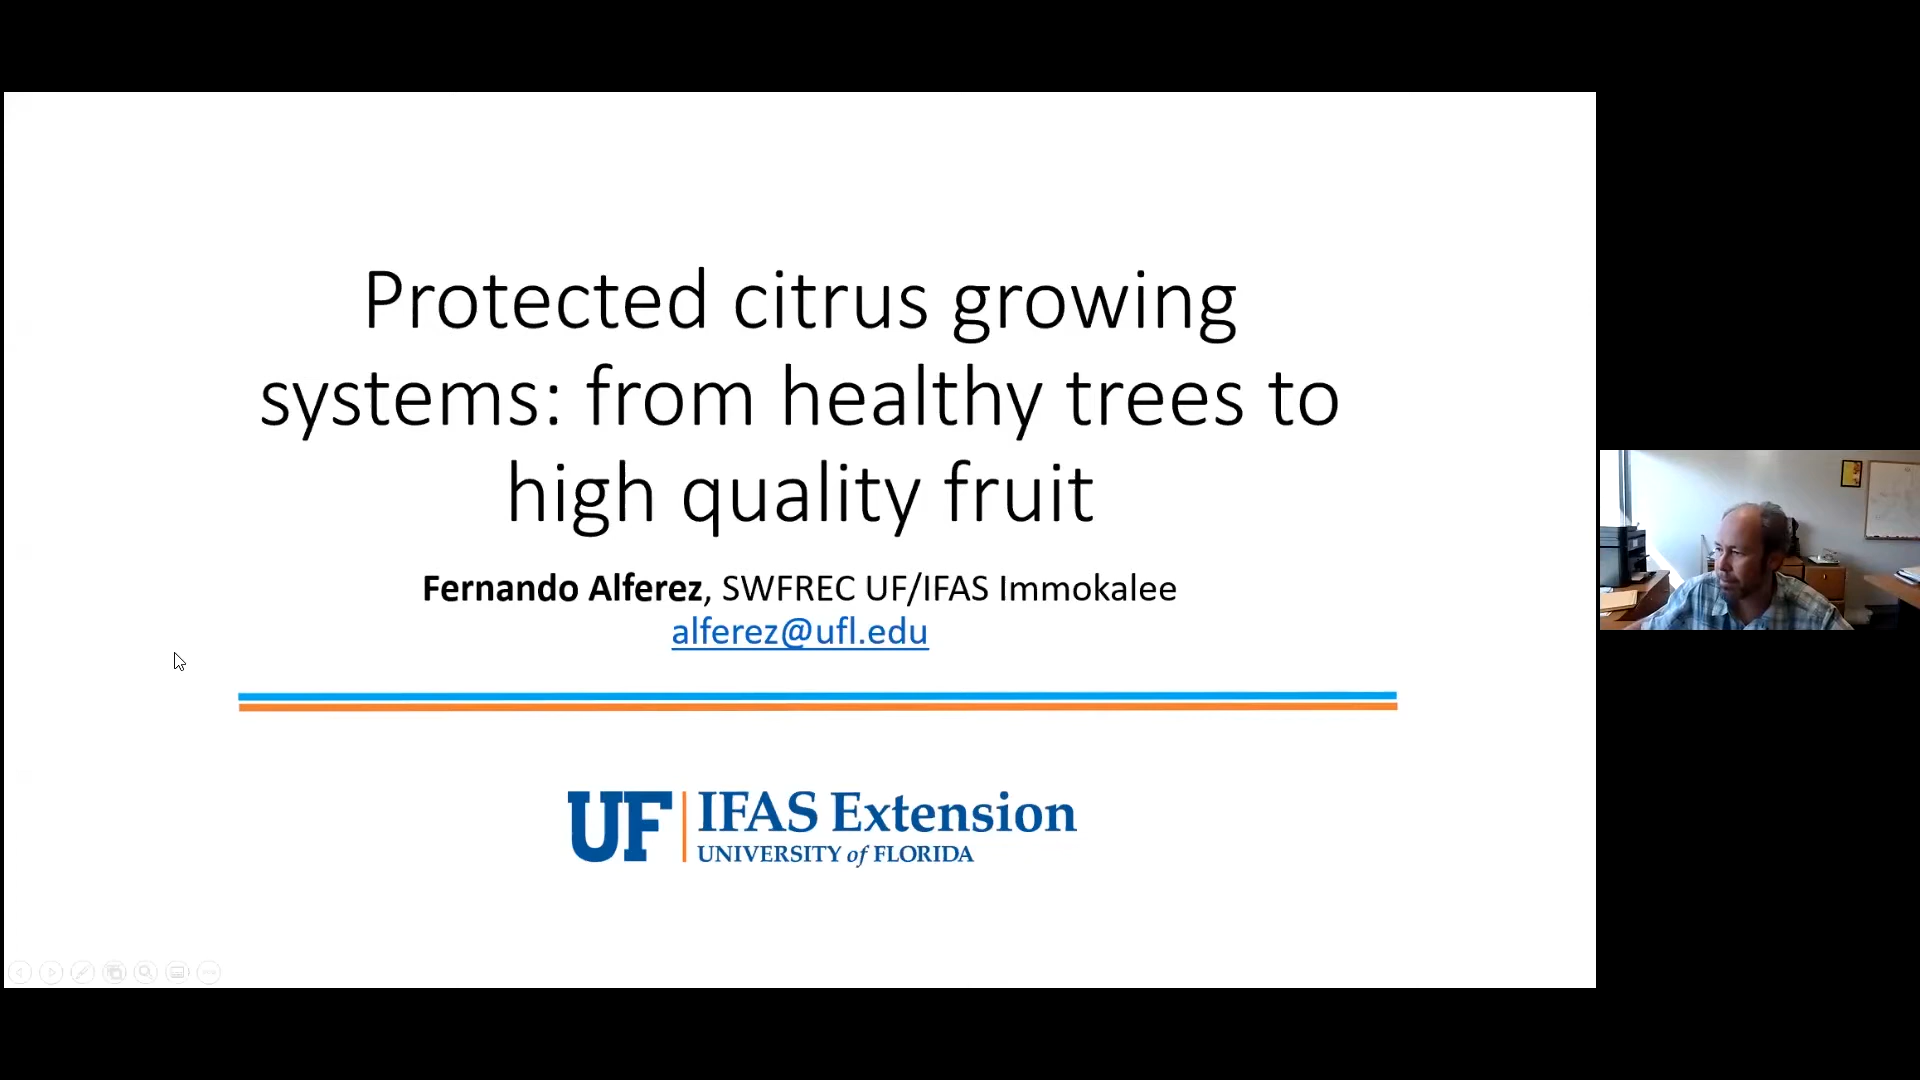 Protected citrus growing
systems: from healthy trees to
high quality fruit
Fernando Alferez, SWFREC UF/IFAS Immokalee
alferez@ufl.edu
UF IFAS Extension
UNIVERSITY of FLORIDA